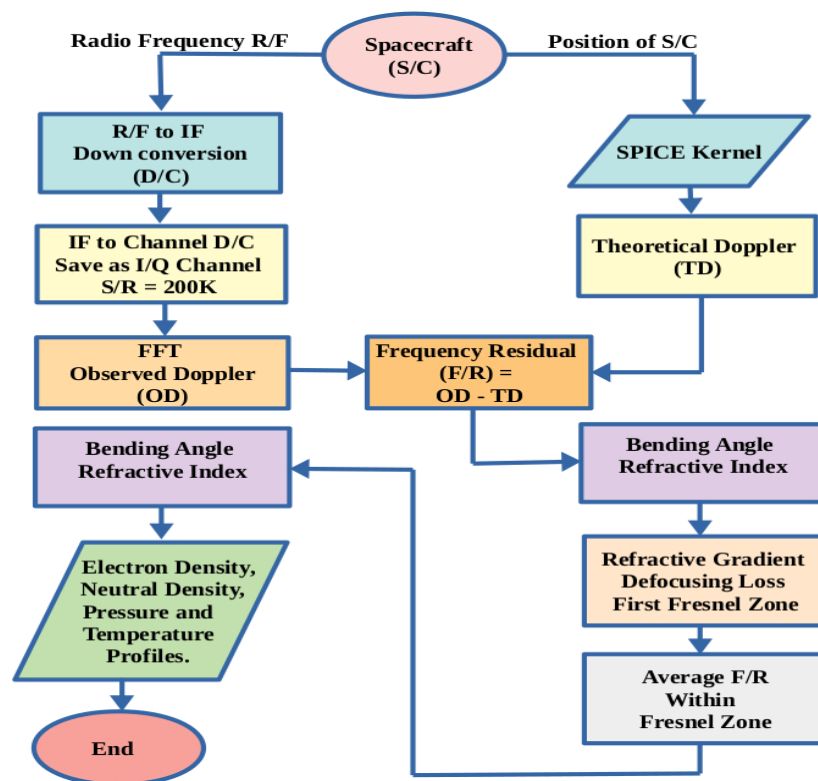 Radio Frequency R/F
Spacecraft
(S/C)
Position of S/C
R/F to IF
Down conversion
(D/C)
SPICE Kernel
IF to Channel D/C
Save as I/Q Channel
S/R = 200K
Theoretical Doppler
(TD)
FFT
Observed Doppler
(OD)
Frequency Residual
(F/R) =
OD - TD
Bending Angle
Refractive Index
Refractive Gradient
Defocusing Loss
First Fresnel Zone
Average F/R
Within
Fresnel Zone
Bending Angle
Refractive Index
Electron Density,
Neutral Density,
Pressure and
Temperature
Profiles.
End